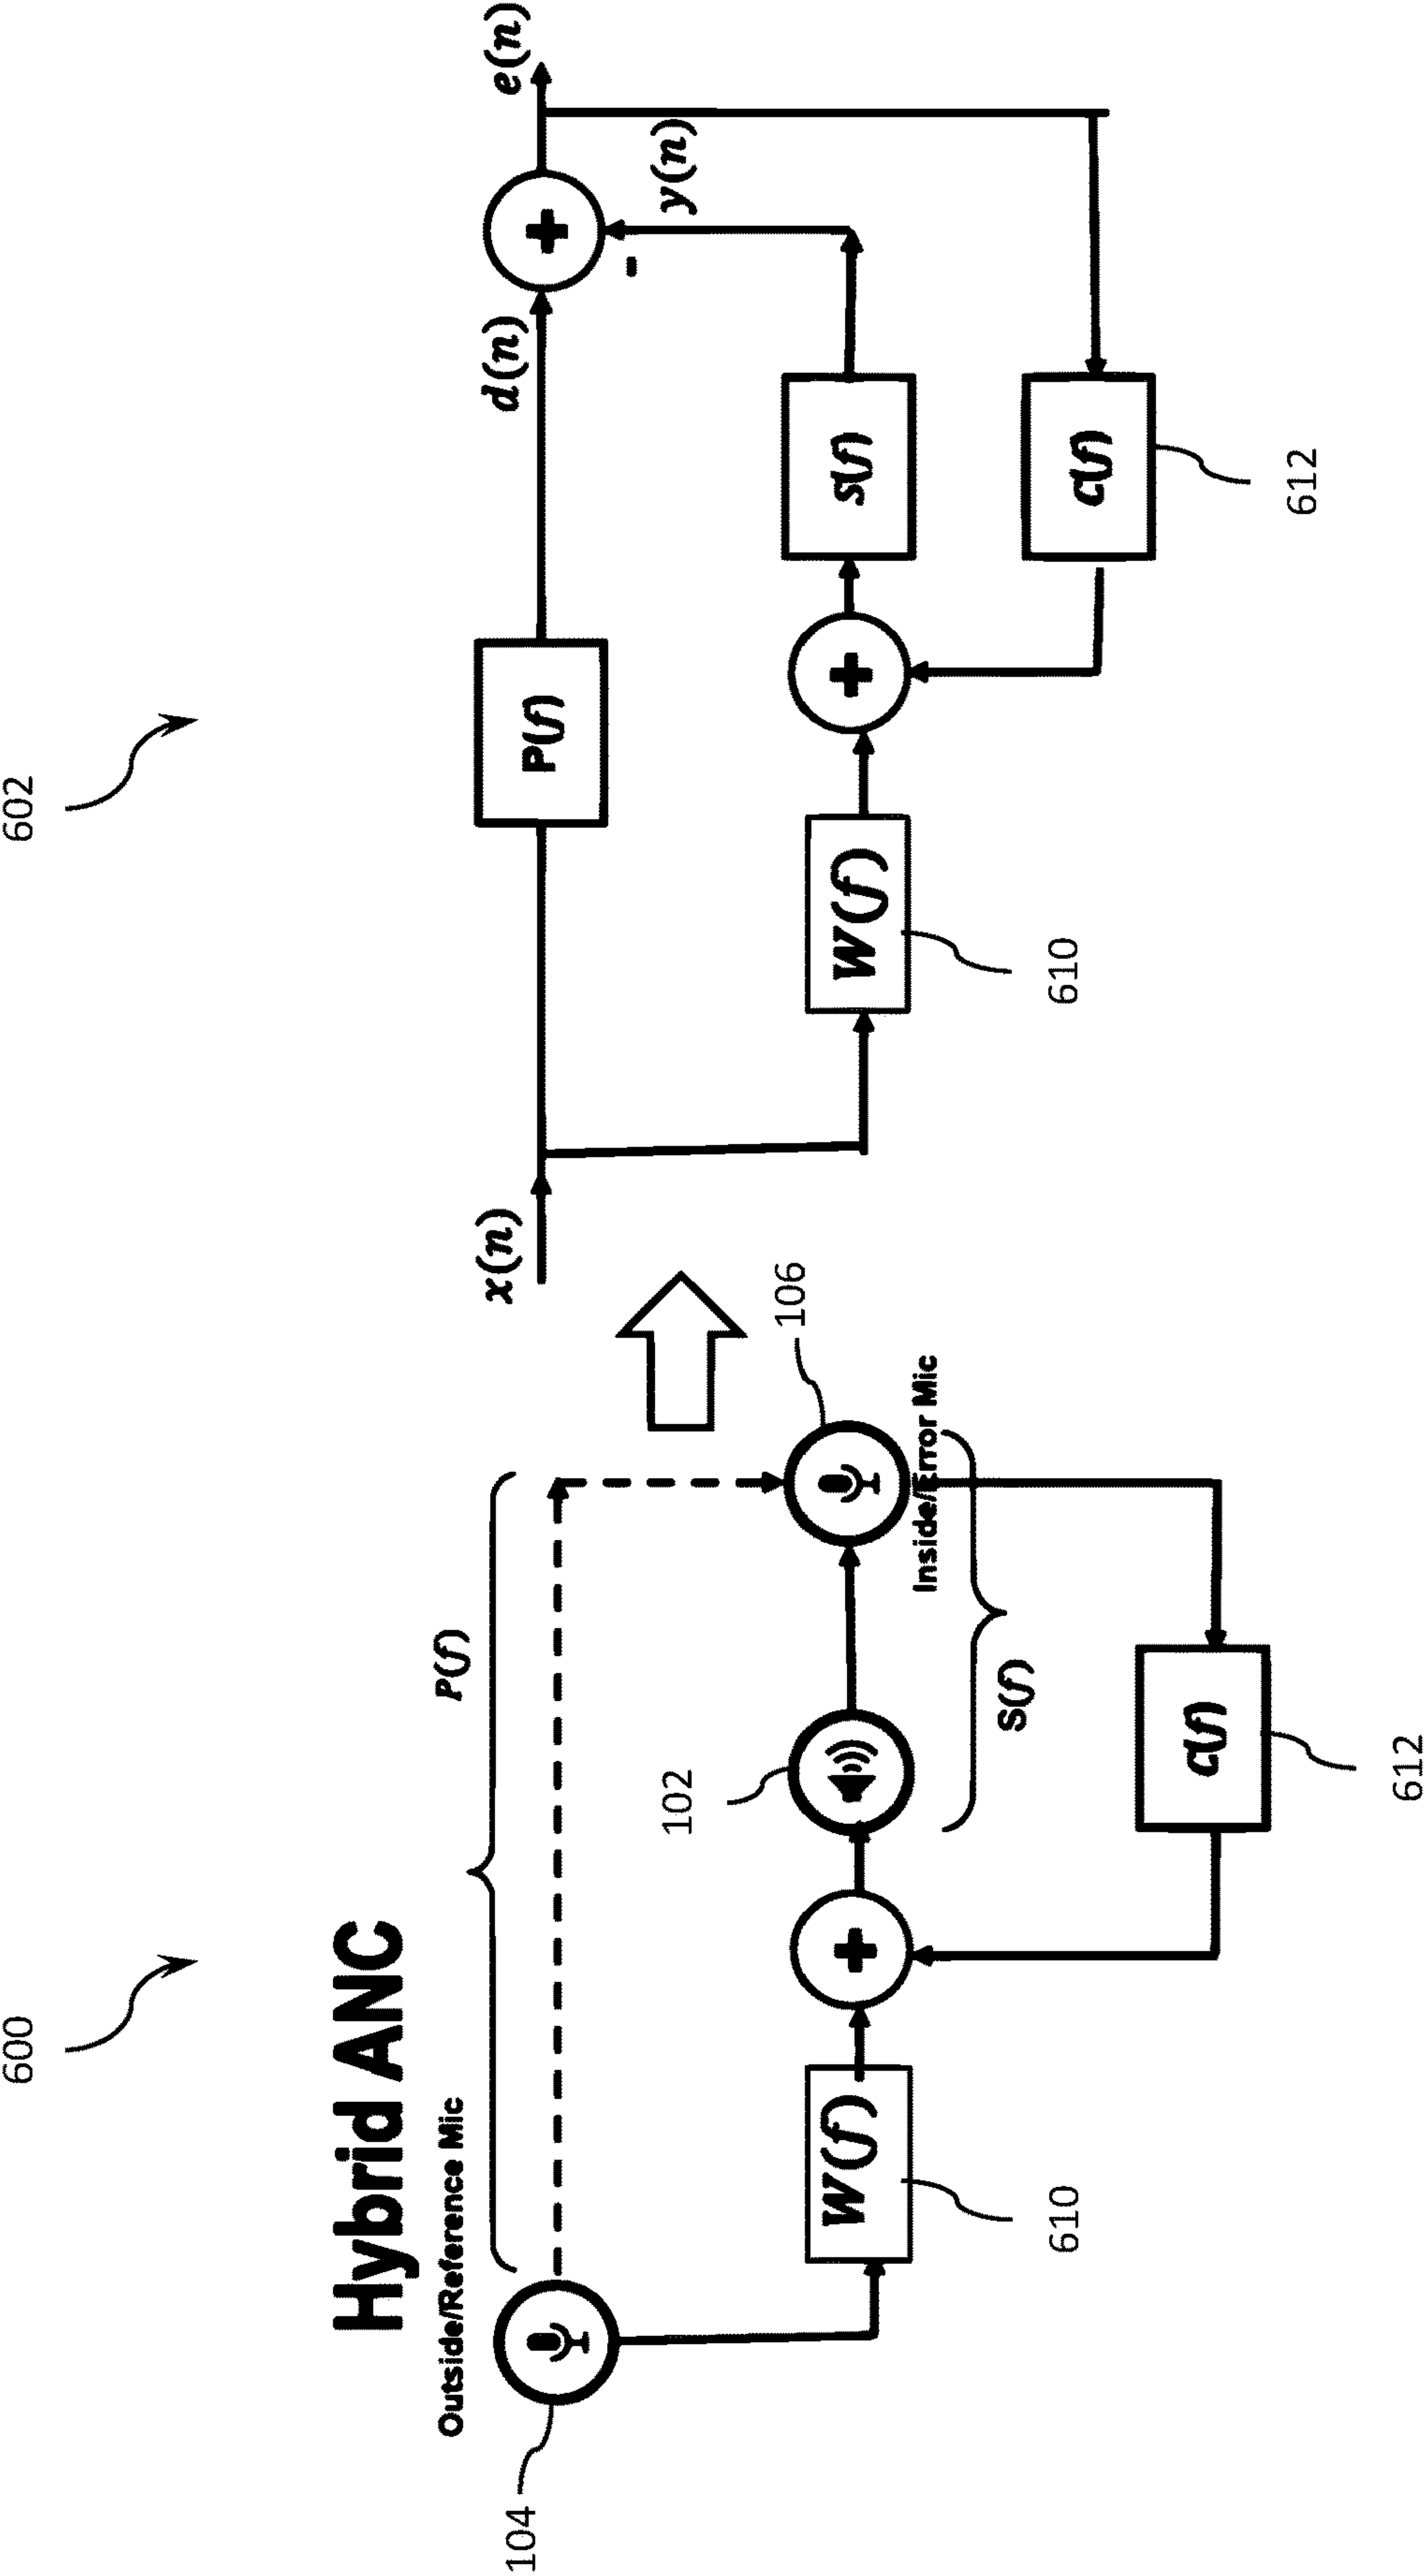 600
602
Hybrid ANC
Outside/Reference Mic
P(f)
104
102
106
Inside/Error Mic
S(f)
W(f)
610
C(f)
612
x(n)
P(f)
d(n)
e(n)
y(n)
-
+
+
+
W(f)
610
S(f)
C(f)
612